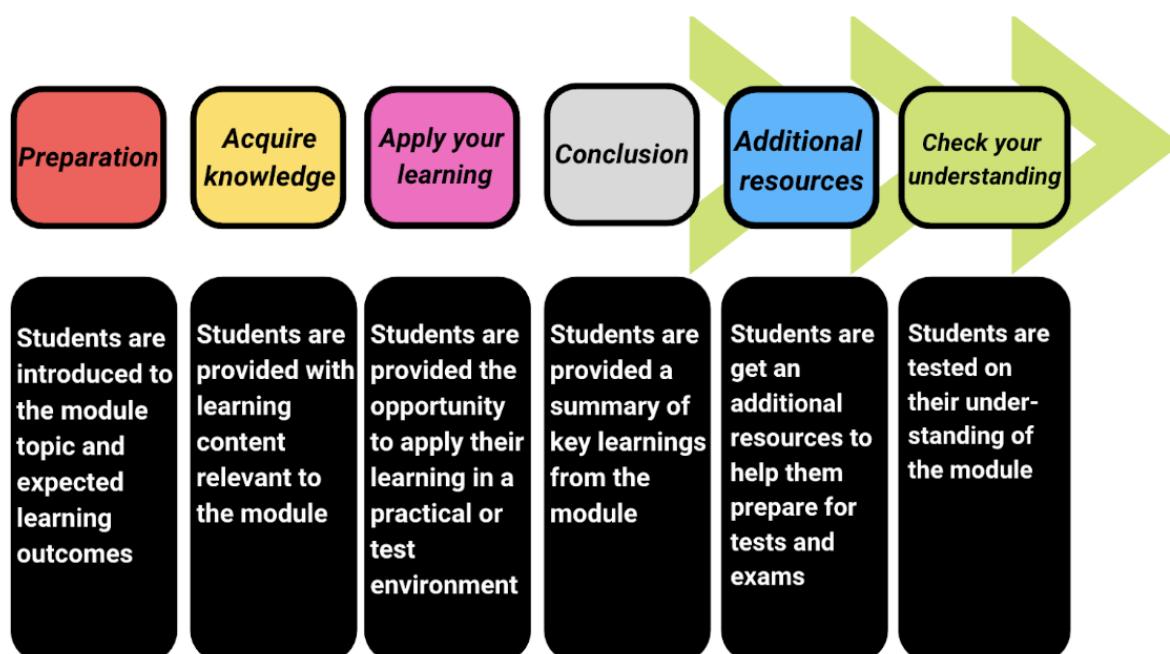 Preparation
Acquire
knowledge
Apply your
learning
Conclusion
Additional
resources
Check your
understanding
Students are
introduced to
the module
topic and
expected
learning
outcomes
Students are
provided with
learning
content
relevant to
the module
Students are
provided the
opportunity
to apply their
learning in a
practical or
test
environment
Students are
provided a
summary of
key learnings
from the
module
Students are
get an
additional
resources to
help them
prepare for
tests and
exams
Students are
tested on
their under-
standing of
the module